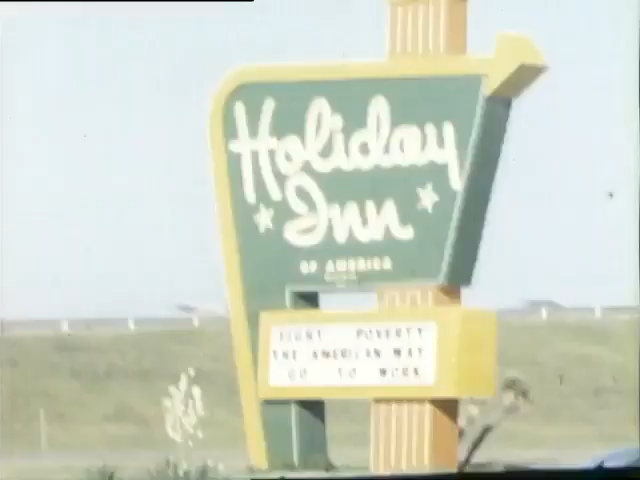 Holiday
Inn
OF AMERICA
FIGHT POVERTY
THE AMERICAN WAY
GO TO WORK